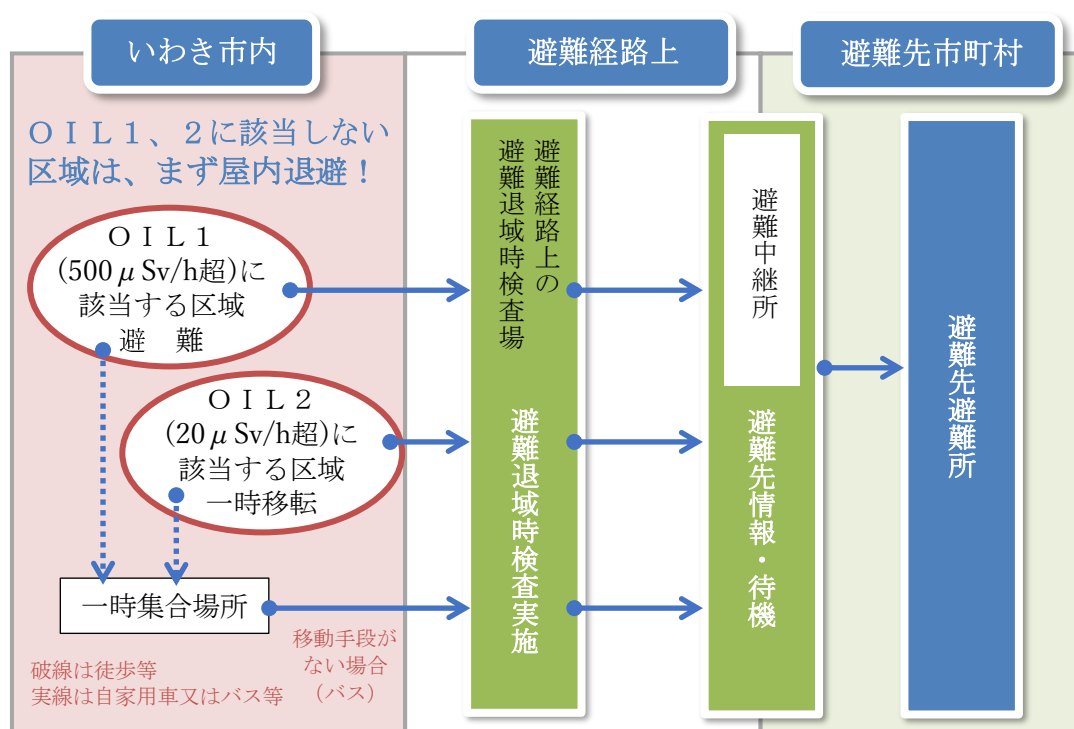 いわき市内
避難経路上
避難先市町村
OIL1、2に該当しない
区域は、まず屋内退避!
OIL1
(500μSv/h超)に
該当する区域
避 難
OIL2
(20μSv/h超)に
該当する区域
一時移転
一時集合場所
移動手段が
ない場合
(バス)
破線は徒歩等
実線は自家用車又はバス等
避難経路上の
避難退域時検査場
避難退域時検査実施
避難中継所
避難先情報・待機
避難先避難所